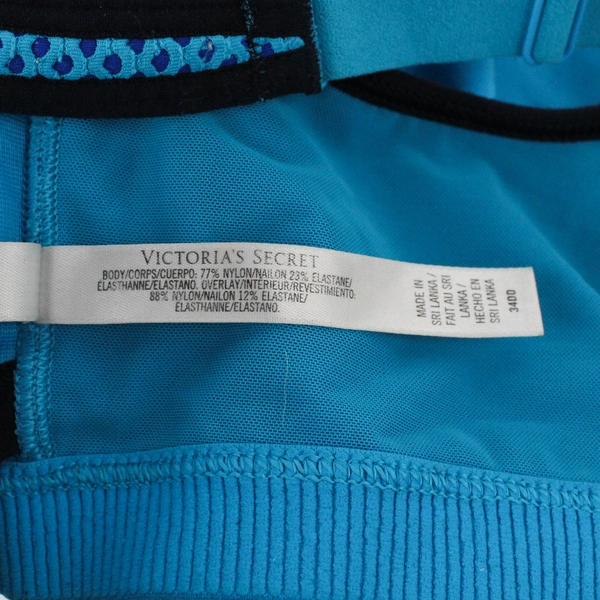 VICTORIA'S SECRET
BODY/CORPS/CUERPO: 77% NYLON/NAILON 23% ELASTANE/
ELASTHANNE/ELASTANO. OVERLAY/INTERIEUR/REVESTIMIENTO:
88% NYLON/NAILON 12% ELASTANE/
ELASTHANNE/ELASTANO.
MADE IN
SRI LANKA /
FAIT AU SRI
LANKA /
HECHO EN
SRI LANKA
34DD